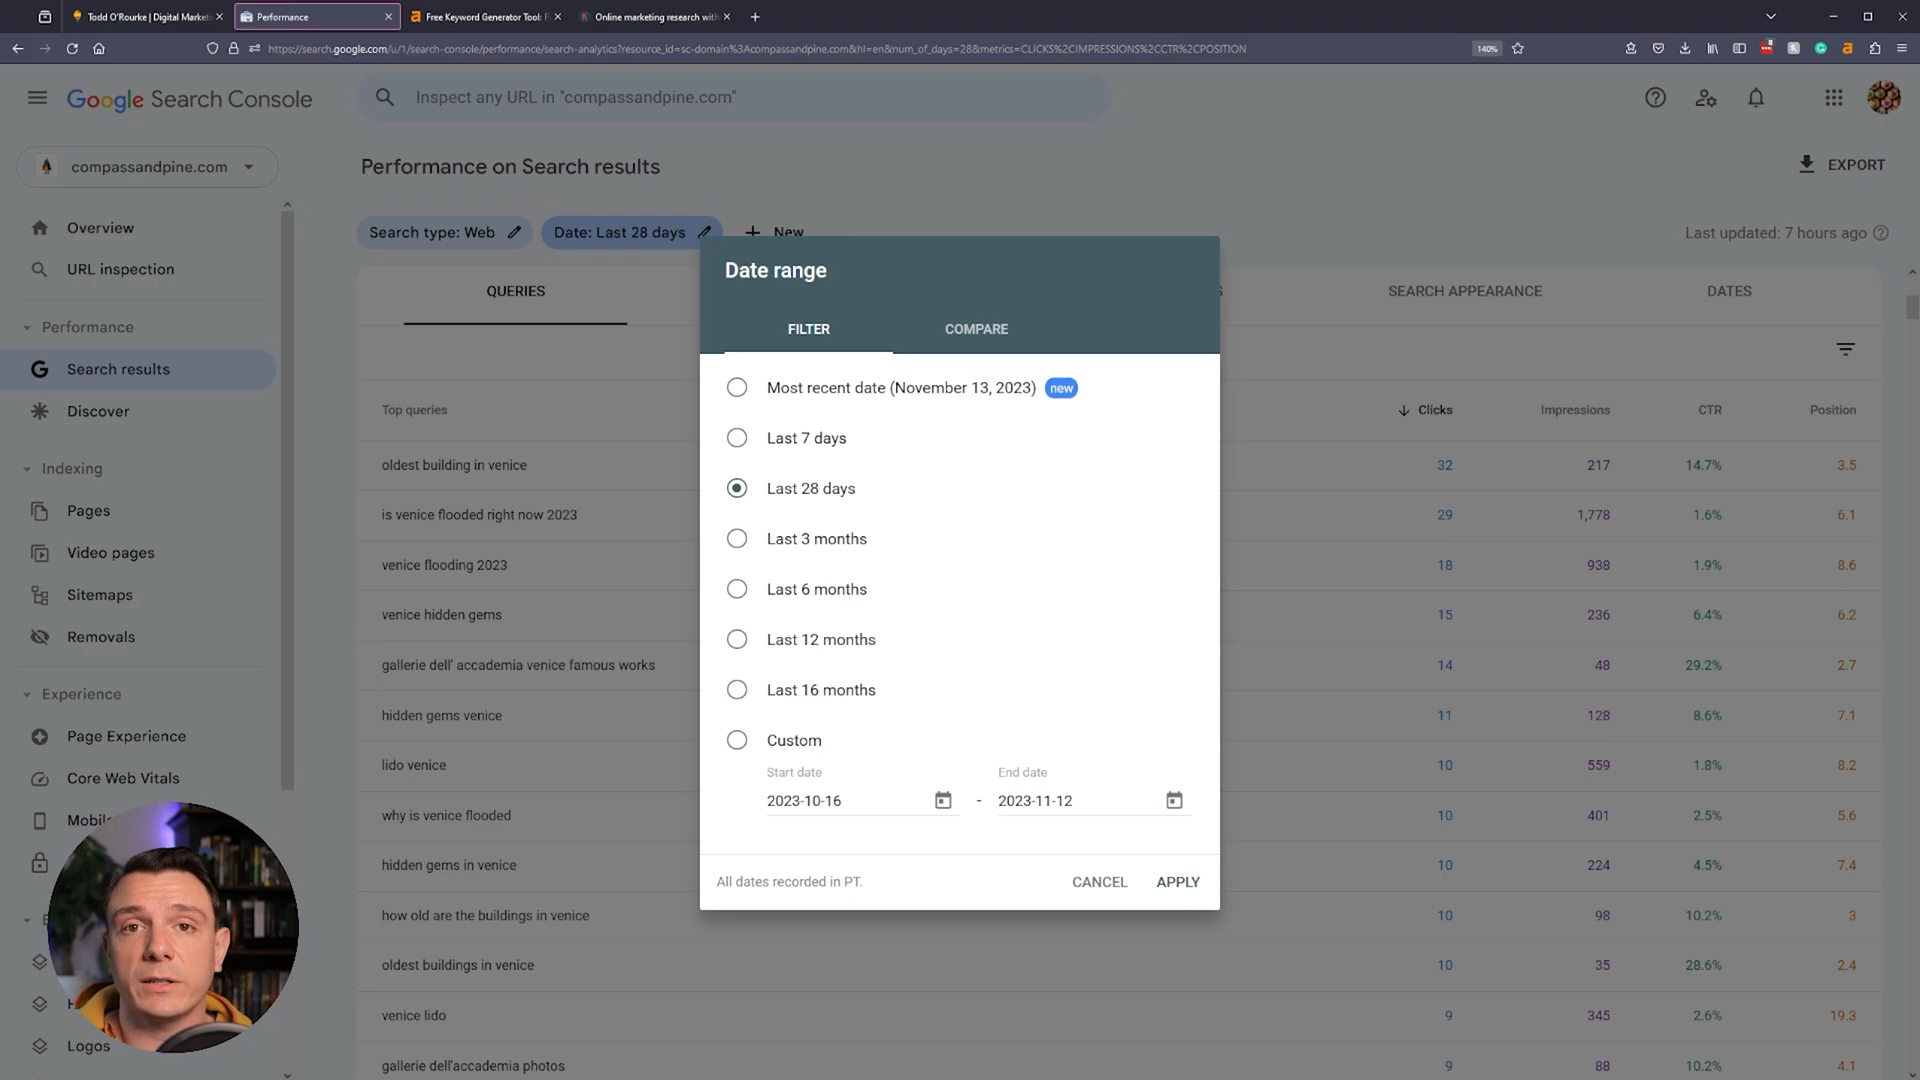 Todd O'Rourke | Digital Market
Performance
Free Keyword Generator Tool: F
Online marketing research with
https://search.google.com/u/1/search-console/performance/search-analytics?resource_id=sc-domain%3Acompassandpine.com&hl=en&num_of_days=28&metrics=CLICKS%2CIMPRESSIONS%2CCTR%2CPOSITION
140%
Google Search Console
Inspect any URL in "compassandpine.com"
compassandpine.com
Performance on Search results
EXPORT
Overview
URL inspection
Performance
Search results
Discover
Indexing
Pages
Video pages
Sitemaps
Removals
Experience
Page Experience
Core Web Vitals
Logos
Search type: Web
Date: Last 28 days
New
Last updated: 7 hours ago
QUERIES
SEARCH APPEARANCE
DATES
Top queries
Clicks
Impressions
CTR
Position
oldest building in venice
32
217
14.7%
3.5
is venice flooded right now 2023
29
1,778
1.6%
6.1
venice flooding 2023
18
938
1.9%
8.6
venice hidden gems
15
236
6.4%
6.2
gallerie dell' accademia venice famous works
14
48
29.2%
2.7
hidden gems venice
11
128
8.6%
7.1
lido venice
10
559
1.8%
8.2
why is venice flooded
10
401
2.5%
5.6
hidden gems in venice
10
224
4.5%
7.4
how old are the buildings in venice
10
98
10.2%
3
oldest buildings in venice
10
35
28.6%
2.4
venice lido
9
345
2.6%
19.3
gallerie dell'accademia photos
9
88
10.2%
4.1
Date range
FILTER
COMPARE
Most recent date (November 13, 2023)
new
Last 7 days
Last 28 days
Last 3 months
Last 6 months
Last 12 months
Last 16 months
Custom
Start date
End date
2023-10-16
-
2023-11-12
All dates recorded in PT.
CANCEL
APPLY